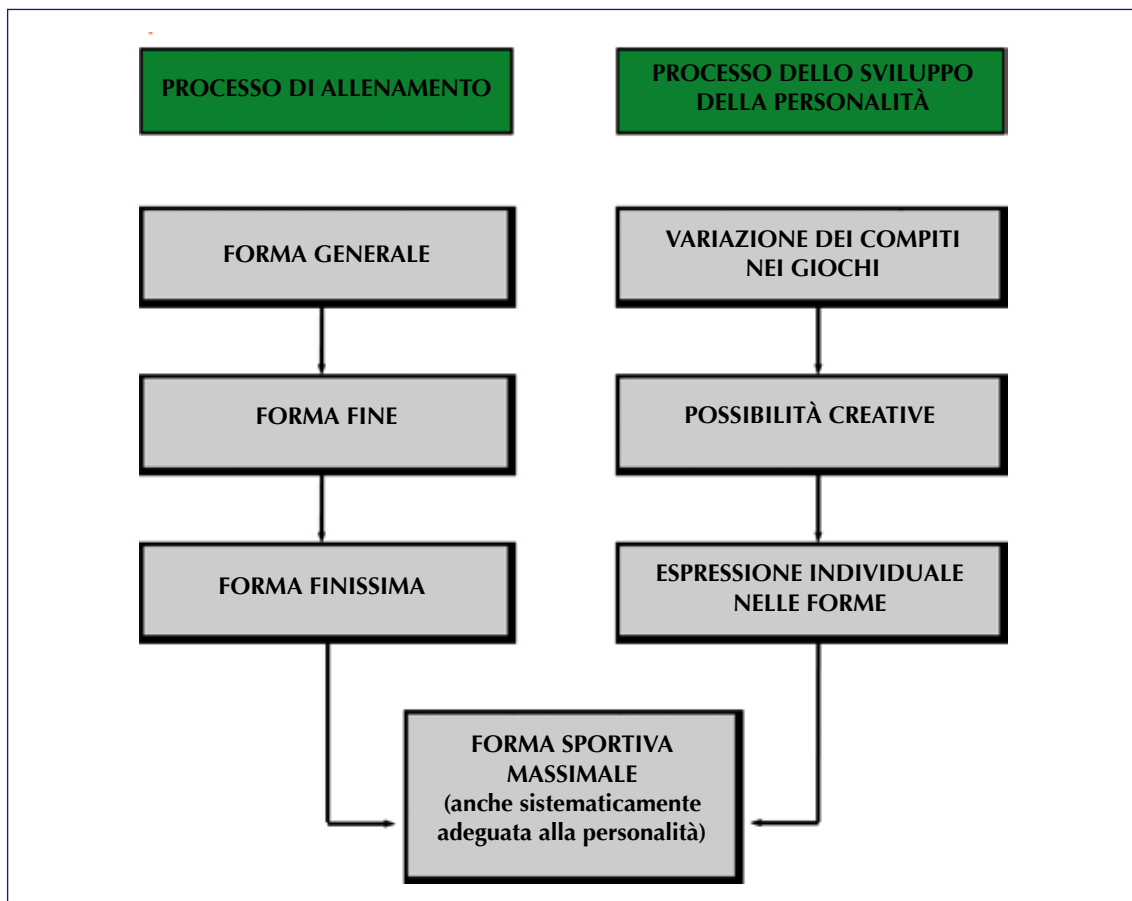 PROCESSO DI ALLENAMENTO
PROCESSO DELLO SVILUPPO
DELLA PERSONALITÀ
FORMA GENERALE
VARIAZIONE DEI COMPITI
NEI GIOCHI
FORMA FINE
POSSIBILITÀ CREATIVE
FORMA FINISSIMA
ESPRESSIONE INDIVIDUALE
NELLE FORME
FORMA SPORTIVA
MASSIMALE
(anche sistematicamente
adeguata alla personalità)